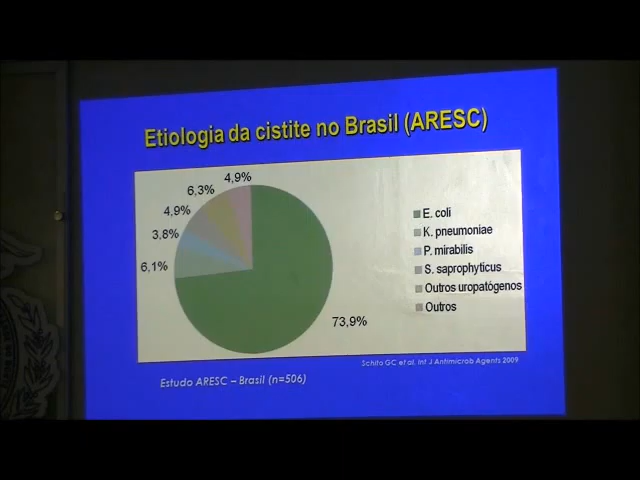 Etiologia da cistite no Brasil (ARESC)
4,9%
6,3%
4,9%
3,8%
6,1%
73,9%
E. coli
K. pneumoniae
P. mirabilis
S. saprophyticus
Outros uropatógenos
Outros
Schito GC et al. Int J Antimicrob Agents 2009
Estudo ARESC – Brasil (n=506)